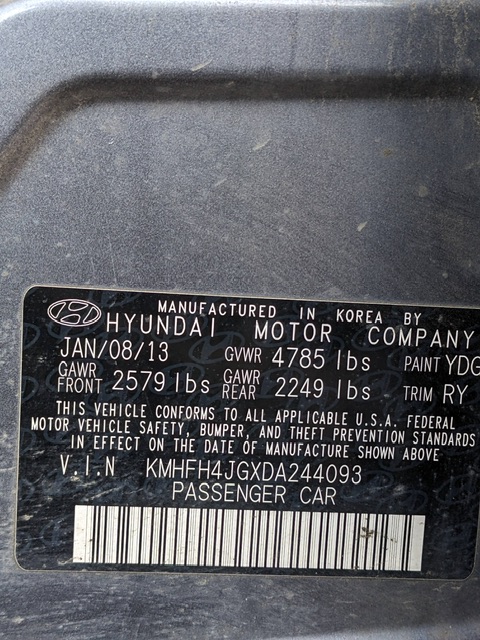 MANUFACTURED IN KOREA BY
HYUNDAI MOTOR COMPANY
JAN/08/13 GVWR 4785 lbs PAINT YDG
GAWR FRONT 2579 lbs GAWR REAR 2249 lbs TRIM RY
THIS VEHICLE CONFORMS TO ALL APPLICABLE U.S.A. FEDERAL
MOTOR VEHICLE SAFETY, BUMPER, AND THEFT PREVENTION STANDARDS
IN EFFECT ON THE DATE OF MANUFACTURE SHOWN ABOVE
V.I.N KMHFH4JGXDA244093
PASSENGER CAR